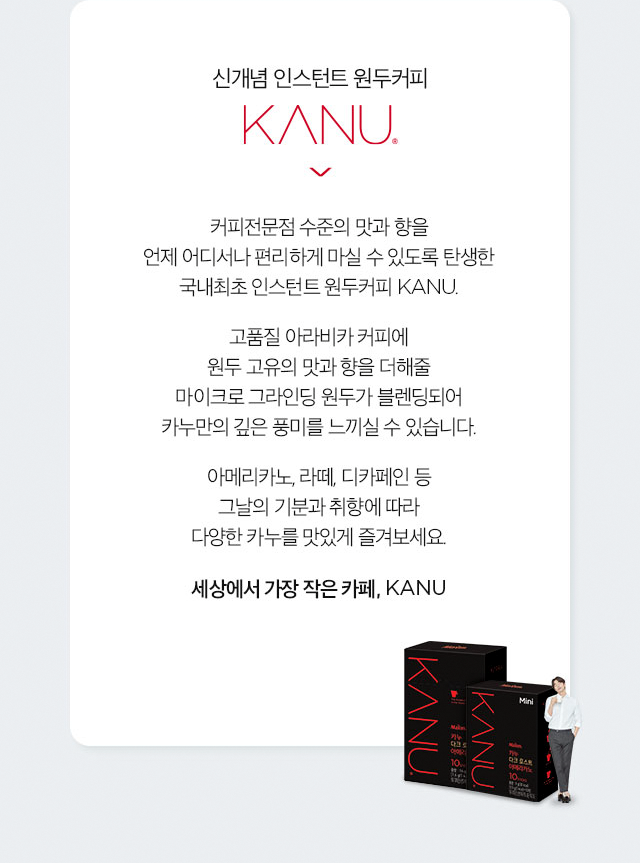 신개념 인스턴트 원두커피
KANU®
커피전문점 수준의 맛과 향을
언제 어디서나 편리하게 마실 수 있도록 탄생한
국내최초 인스턴트 원두커피 KANU.
고품질 아라비카 커피에
원두 고유의 맛과 향을 더해줄
마이크로 그라인딩 원두가 블렌딩되어
카누만의 깊은 풍미를 느끼실 수 있습니다.
아메리카노, 라떼, 디카페인 등
그날의 기분과 취향에 따라
다양한 카누를 맛있게 즐겨보세요.
세상에서 가장 작은 카페, KANU
KANU
Maxim
카누
다크 로스트
아메리카노
10
KANU
Mini
Maxim
카누
다크 로스트
아메리카노
10